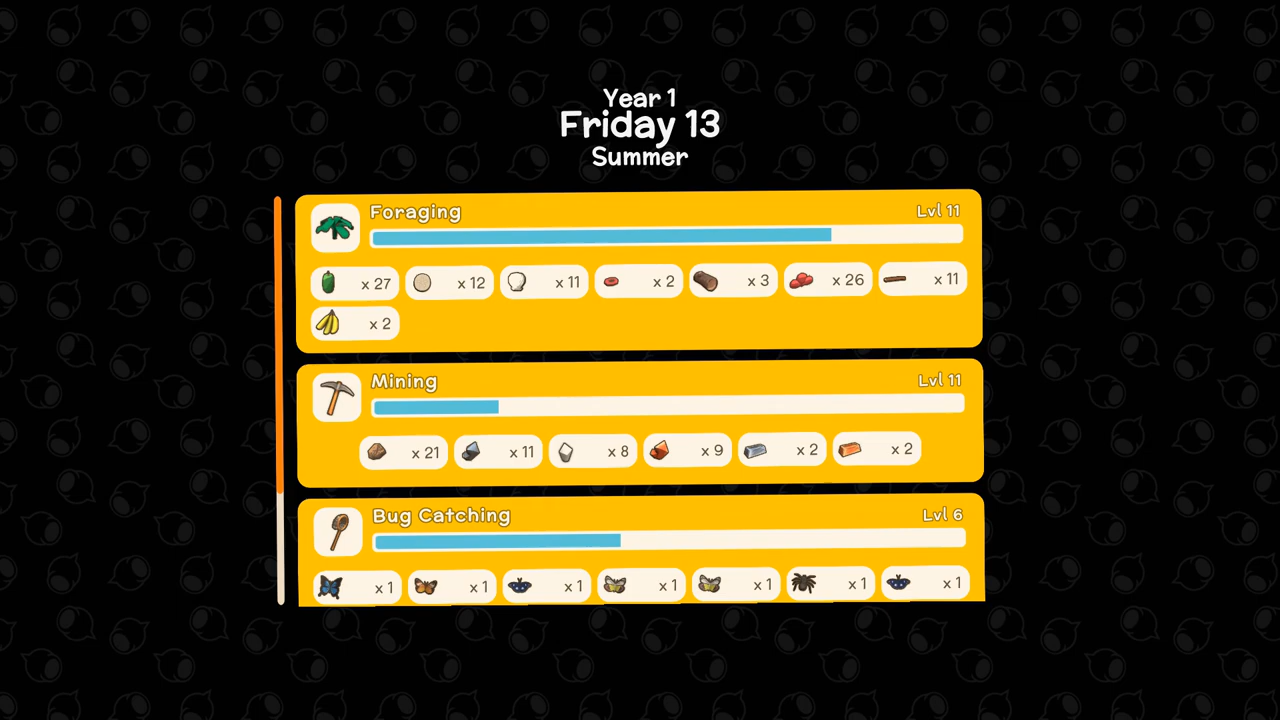 Year 1
Friday 13
Summer
Foraging
Lvl 11
x 27
x 12
x 11
x 2
x 3
x 26
x 11
x 2
Mining
Lvl 11
x 21
x 11
x 8
x 9
x 2
x 2
Bug Catching
Lvl 6
x 1
x 1
x 1
x 1
x 1
x 1
x 1